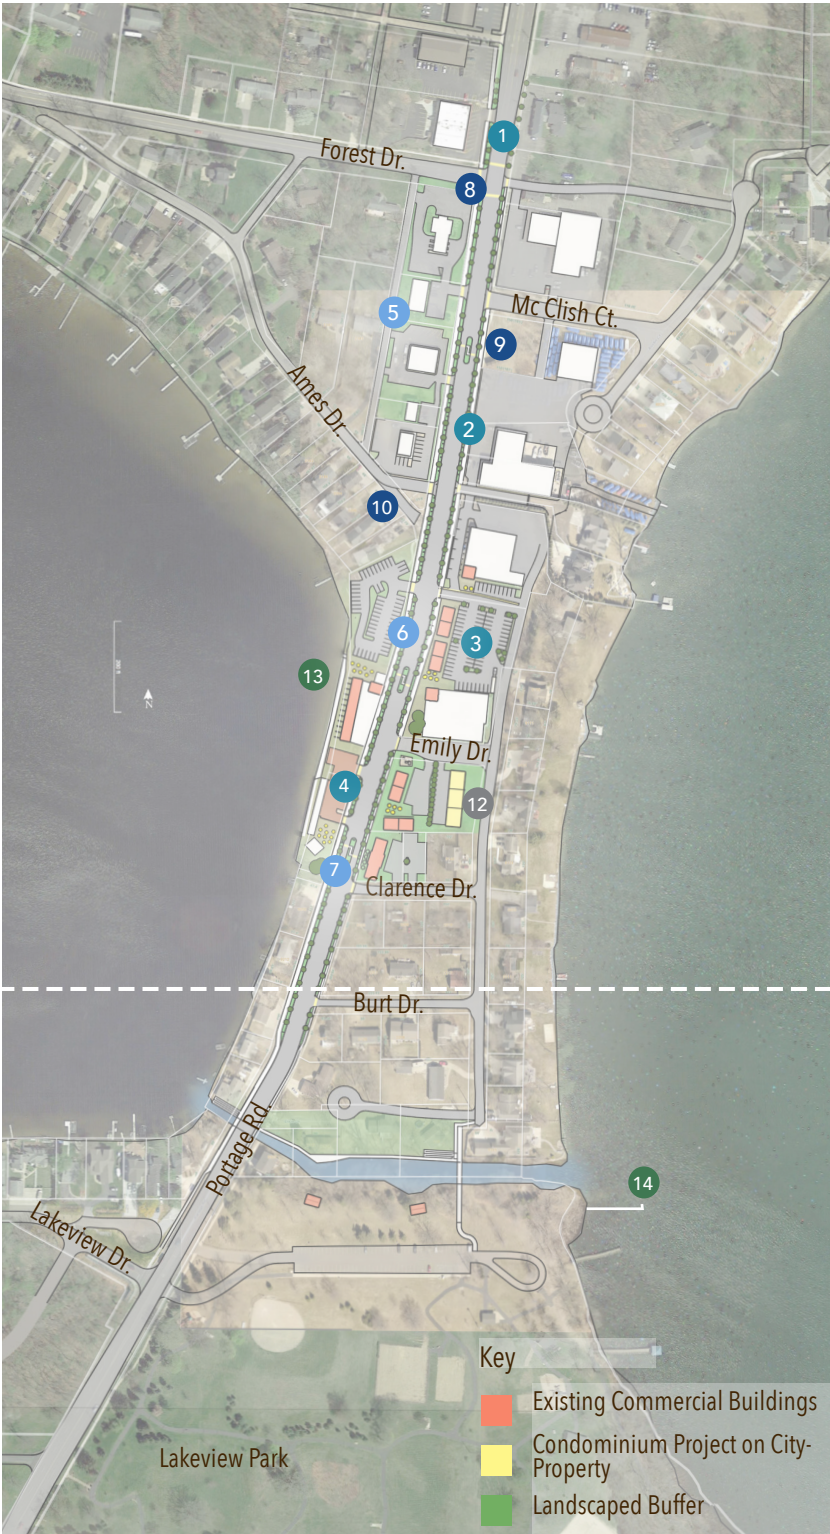 1
Forest Dr.
8
5
Mc Clish Ct.
9
Ames Dr.
2
10
6
3
13
N
Emily Dr.
4
12
7
Clarence Dr.
Burt Dr.
Portage Rd.
14
Lakeview Dr.
Key
Existing Commercial Buildings
Condominium Project on City-
Property
Landscaped Buffer
Lakeview Park